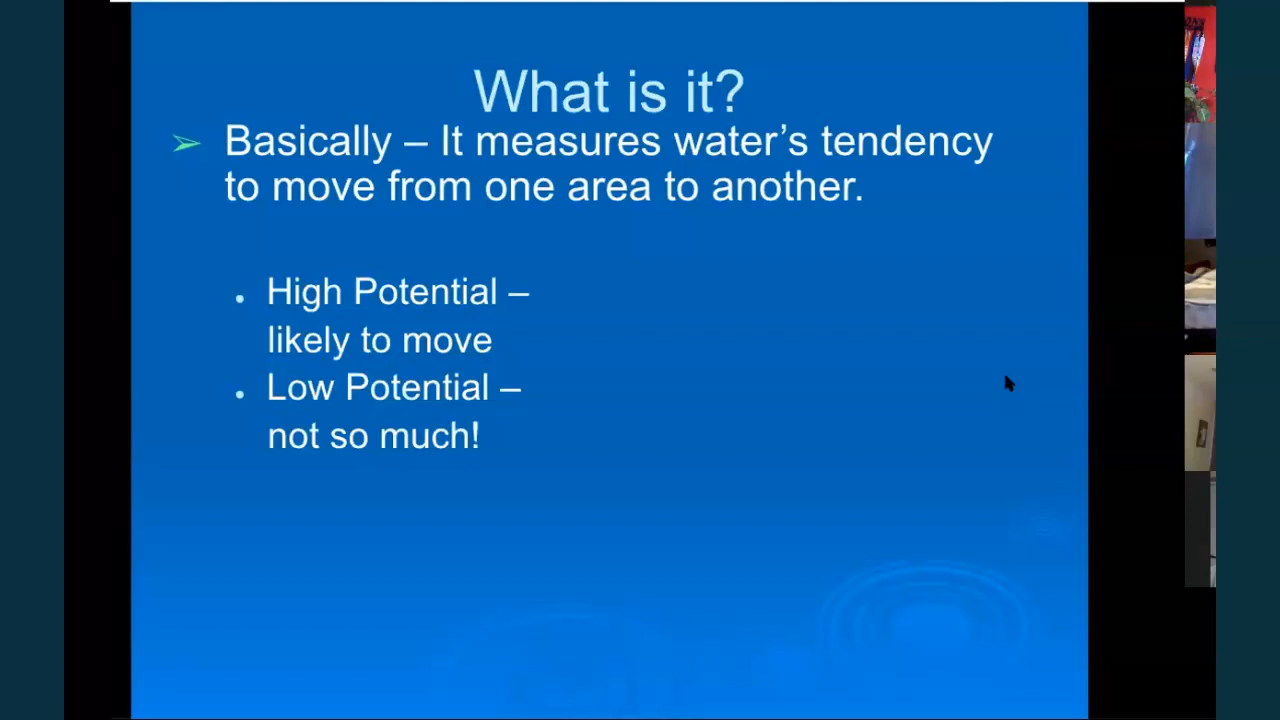 What is it?
➢ Basically – It measures water’s tendency
to move from one area to another.
• High Potential –
likely to move
• Low Potential –
not so much!